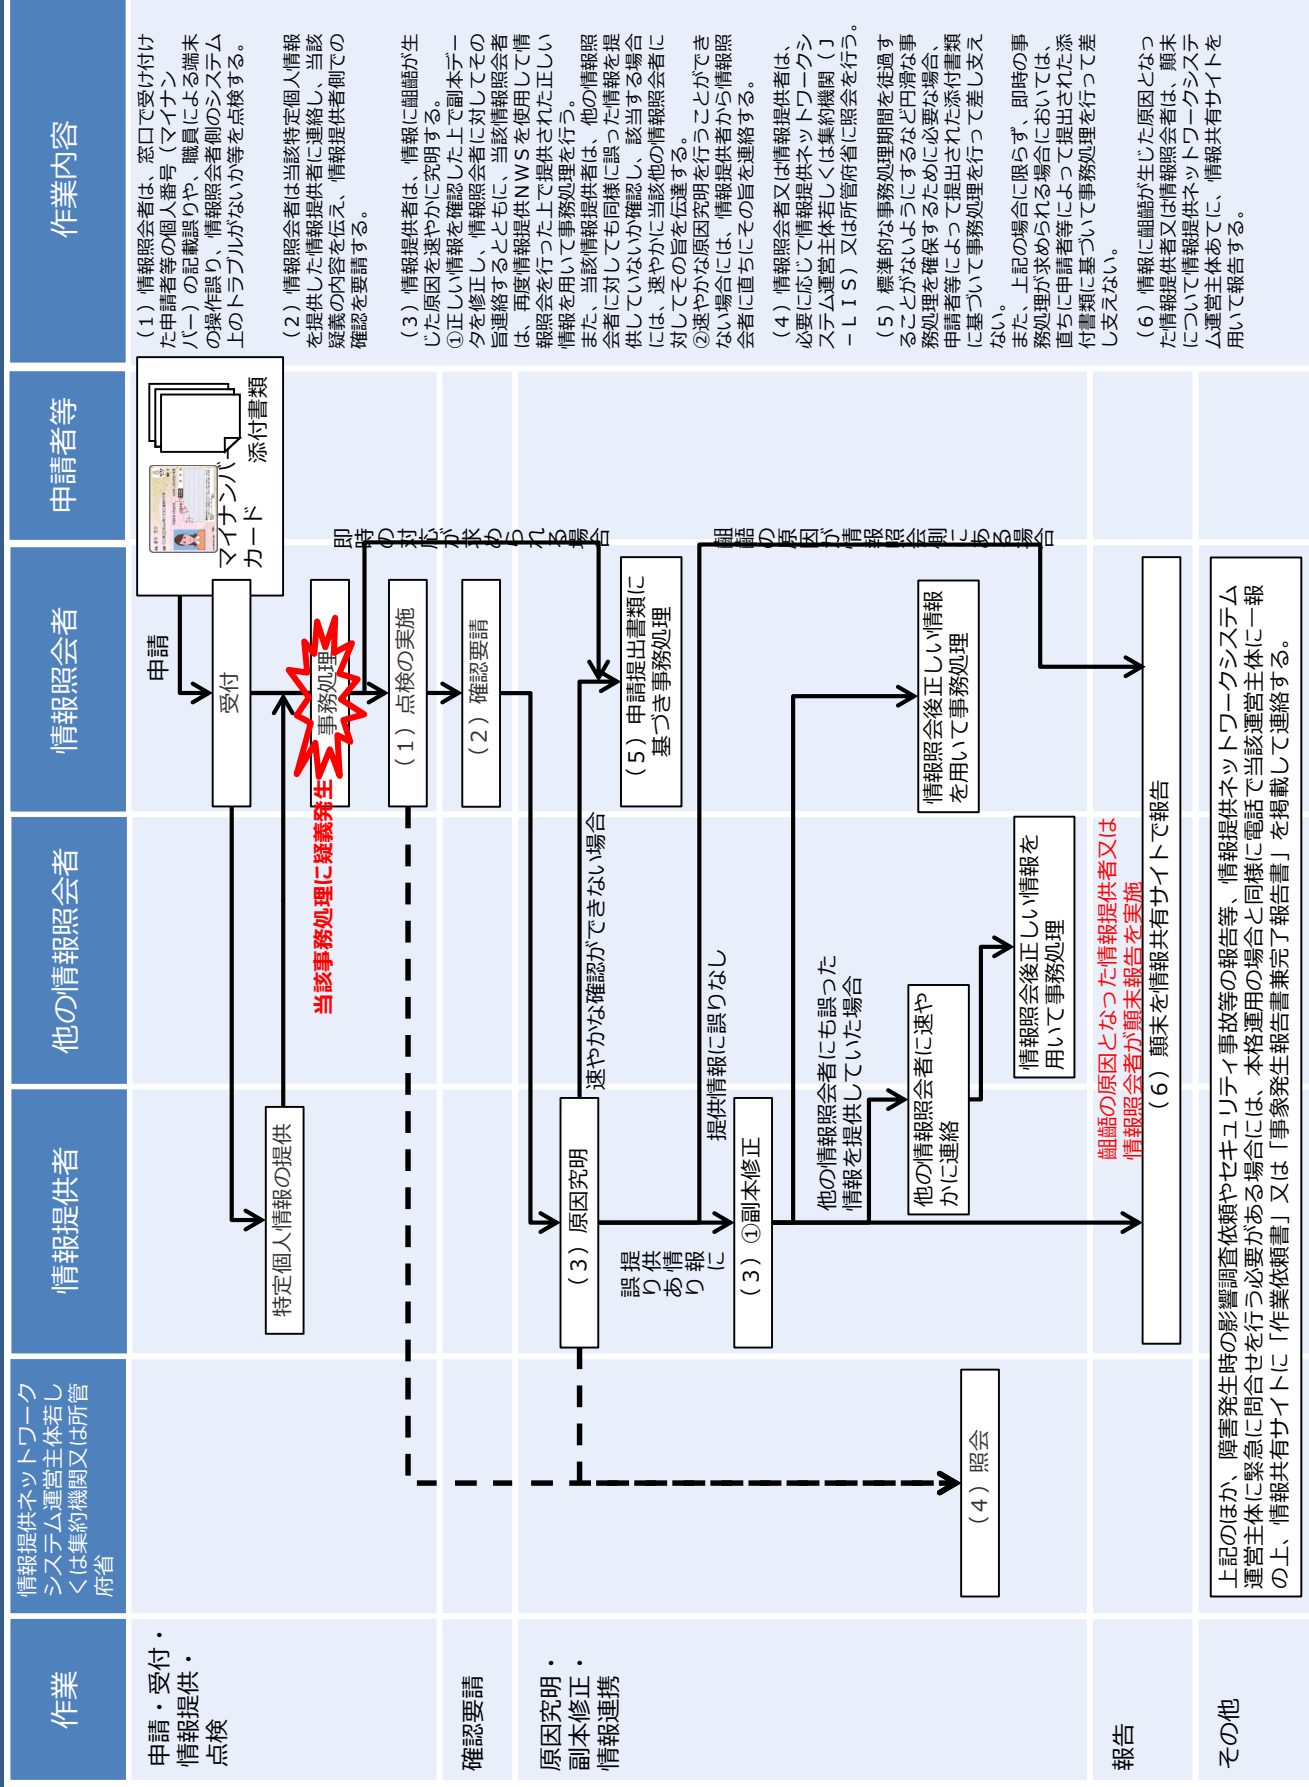 作業
情報提供ネットワーク
システム運営主体若し
くは集約機関又は所管
府省
情報提供者
他の情報照会者
情報照会者
申請者等
作業内容
申請・受付・
情報提供・
点検
確認要請
原因究明・
副本修正・
情報連携
報告
その他
マイナンバー
カード
添付書類
申請
受付
特定個人情報の提供
事務処理
当該事務処理に疑義発生
即時の対応が求められる場合
(1)点検の実施
(2)確認要請
(3)原因究明
速やかな確認ができない場合
(5)申請提出書類に
基づき事務処理
提供情報に
誤りあり
提供情報に誤りなし
齟齬の原因が情報照会側にある場合
(3)①副本修正
他の情報照会者にも誤った
情報を提供していた場合
他の情報照会者に速や
かに連絡
情報照会後正しい情報
を用いて事務処理
情報照会後正しい情報を
用いて事務処理
(4)照会
齟齬の原因となった情報提供者又は
情報照会者が顛末報告を実施
(6)顛末を情報共有サイトで報告
上記のほか、障害発生時の影響調査依頼やセキュリティ事故等の報告等、情報提供ネットワークシステム
運営主体に緊急に問合せを行う必要がある場合には、本格運用の場合と同様に電話で当該運営主体に一報
の上、情報共有サイトに「作業依頼書」又は「事象発生報告書兼完了報告書」を掲載して連絡する。
(1)情報照会者は、窓口で受け付け
た申請者等の個人番号(マイナン
バー)の記載誤りや、職員による端末
の操作誤り、情報照会者側のシステム
上のトラブルがないか等を点検する。
(2)情報照会者は当該特定個人情報
を提供した情報提供者に連絡し、当該
疑義の内容を伝え、情報提供者側での
確認を要請する。
(3)情報提供者は、情報に齟齬が生
じた原因を速やかに究明する。
①正しい情報を確認した上で副本デー
タを修正し、情報照会者に対してその
旨連絡するとともに、当該情報照会者
は、再度情報提供NWSを使用して情
報照会を行った上で提供された正しい
情報を用いて事務処理を行う。
また、当該情報提供者は、他の情報照
会者に対しても同様に誤った情報を提
供していないか確認し、該当する場合
には、速やかに当該他の情報照会者に
対してその旨を伝達する。
②速やかな原因究明を行うことができ
ない場合には、情報提供者から情報照
会者に直ちにその旨を連絡する。
(4)情報照会者又は情報提供者は、
必要に応じて情報提供ネットワークシ
ステム運営主体若しくは集約機関(J
-LIS)又は所管府省に照会を行う。
(5)標準的な事務処理期間を徒過す
ることがないようにするなど円滑な事
務処理を確保するために必要な場合、
申請者等によって提出された添付書類
に基づいて事務処理を行って差し支え
ない。
また、上記の場合に限らず、即時の事
務処理が求められる場合においては、
直ちに申請者等によって提出された添
付書類に基づいて事務処理を行って差
し支えない。
(6)情報に齟齬が生じた原因となっ
た情報提供者又は情報照会者は、顛末
について情報提供ネットワークシステ
ム運営主体あてに、情報共有サイトを
用いて報告する。